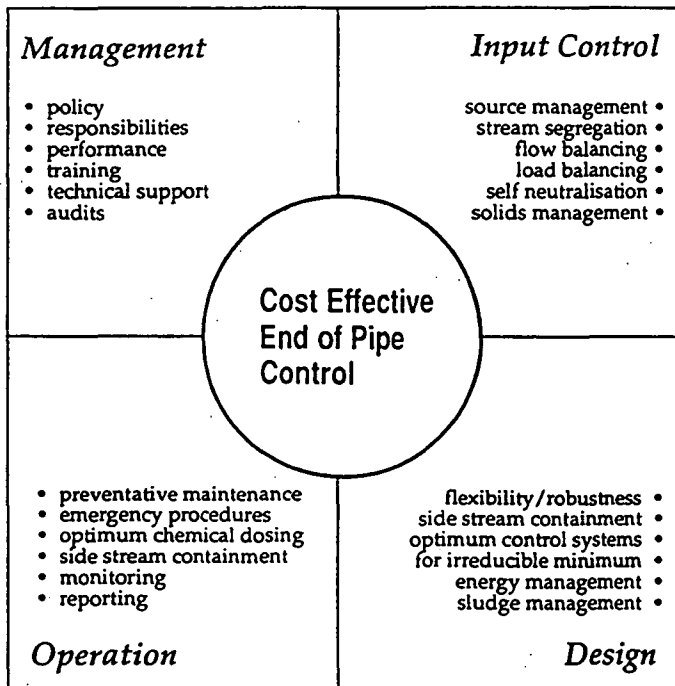 Management
• policy
• responsibilities
• performance
• training
• technical support
• audits
Input Control
source management •
stream segregation •
flow balancing •
load balancing •
self neutralisation •
solids management •
Cost Effective
End of Pipe
Control
• preventative maintenance
• emergency procedures
• optimum chemical dosing
• side stream containment
• monitoring
• reporting
Operation
flexibility/robustness •
side stream containment •
optimum control systems •
for irreducible minimum •
energy management •
sludge management •
Design